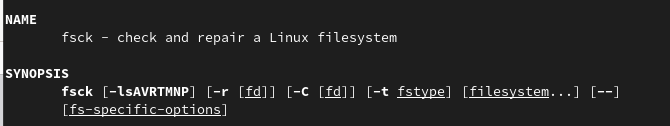 NAME
fsck - check and repair a Linux filesystem
SYNOPSIS
fsck [-lsAVRTMNP] [-r [fd]] [-C [fd]] [-t fstype] [filesystem...] [--]
[fs-specific-options]